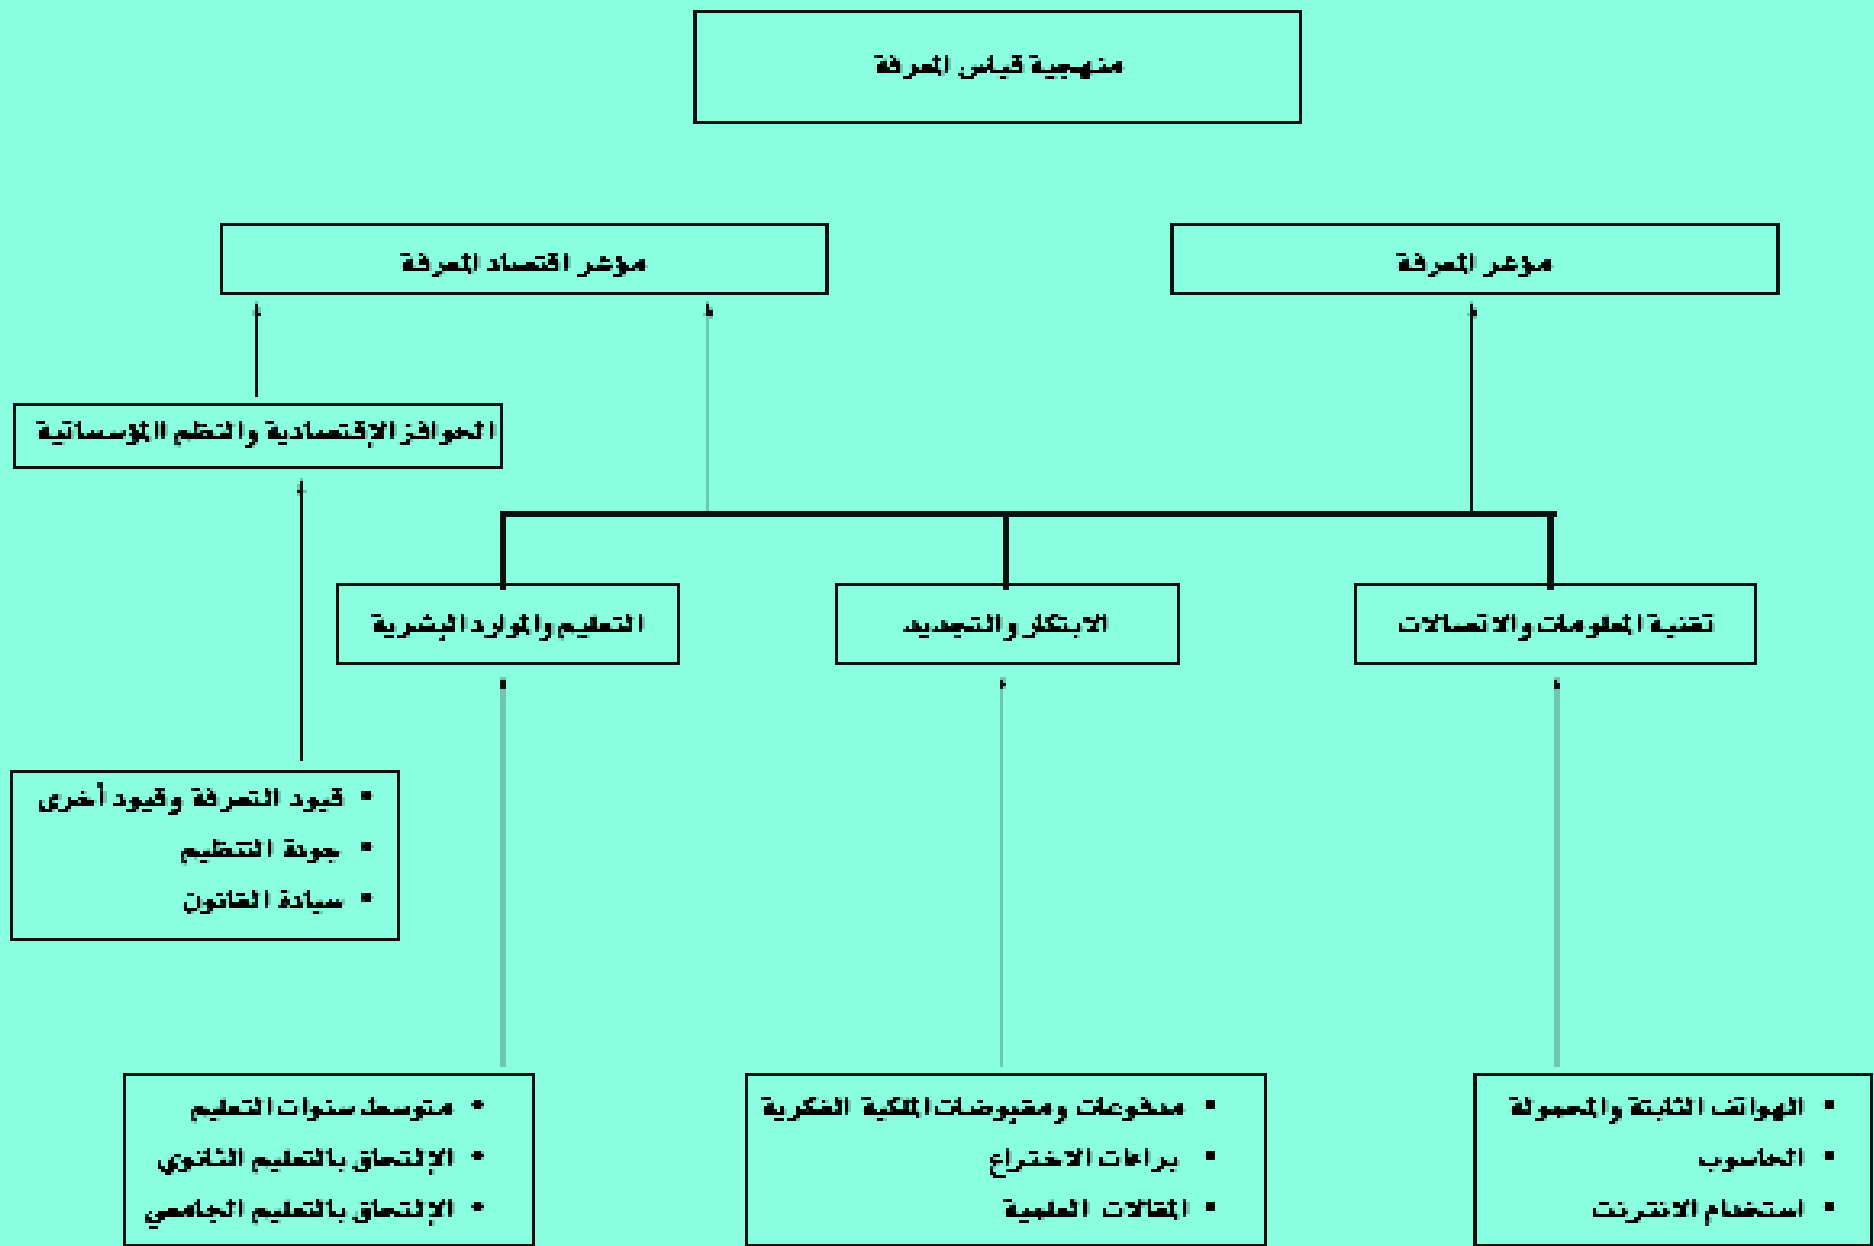 منهجية قياس المعرفة
مؤشر المعرفة
مؤشر اقتصاد المعرفة
الحوافز الإقتصادية والنظم المؤسساتية
تقنية المعلومات والاتصالات
الابتكار والتجديد
التعليم والموارد البشرية
▪ قيود التعرفة وقيود أخرى
▪ جودة التنظيم
▪ سيادة القانون
▪ الهواتف الثابتة والمحمولة
▪ الحاسوب
▪ استخدام الانترنت
▪ مدفوعات ومقبوضات الملكية الفكرية
▪ براءات الاختراع
▪ المقالات العلمية
• متوسط سنوات التعليم
• الإلتحاق بالتعليم الثانوي
• الإلتحاق بالتعليم الجامعي